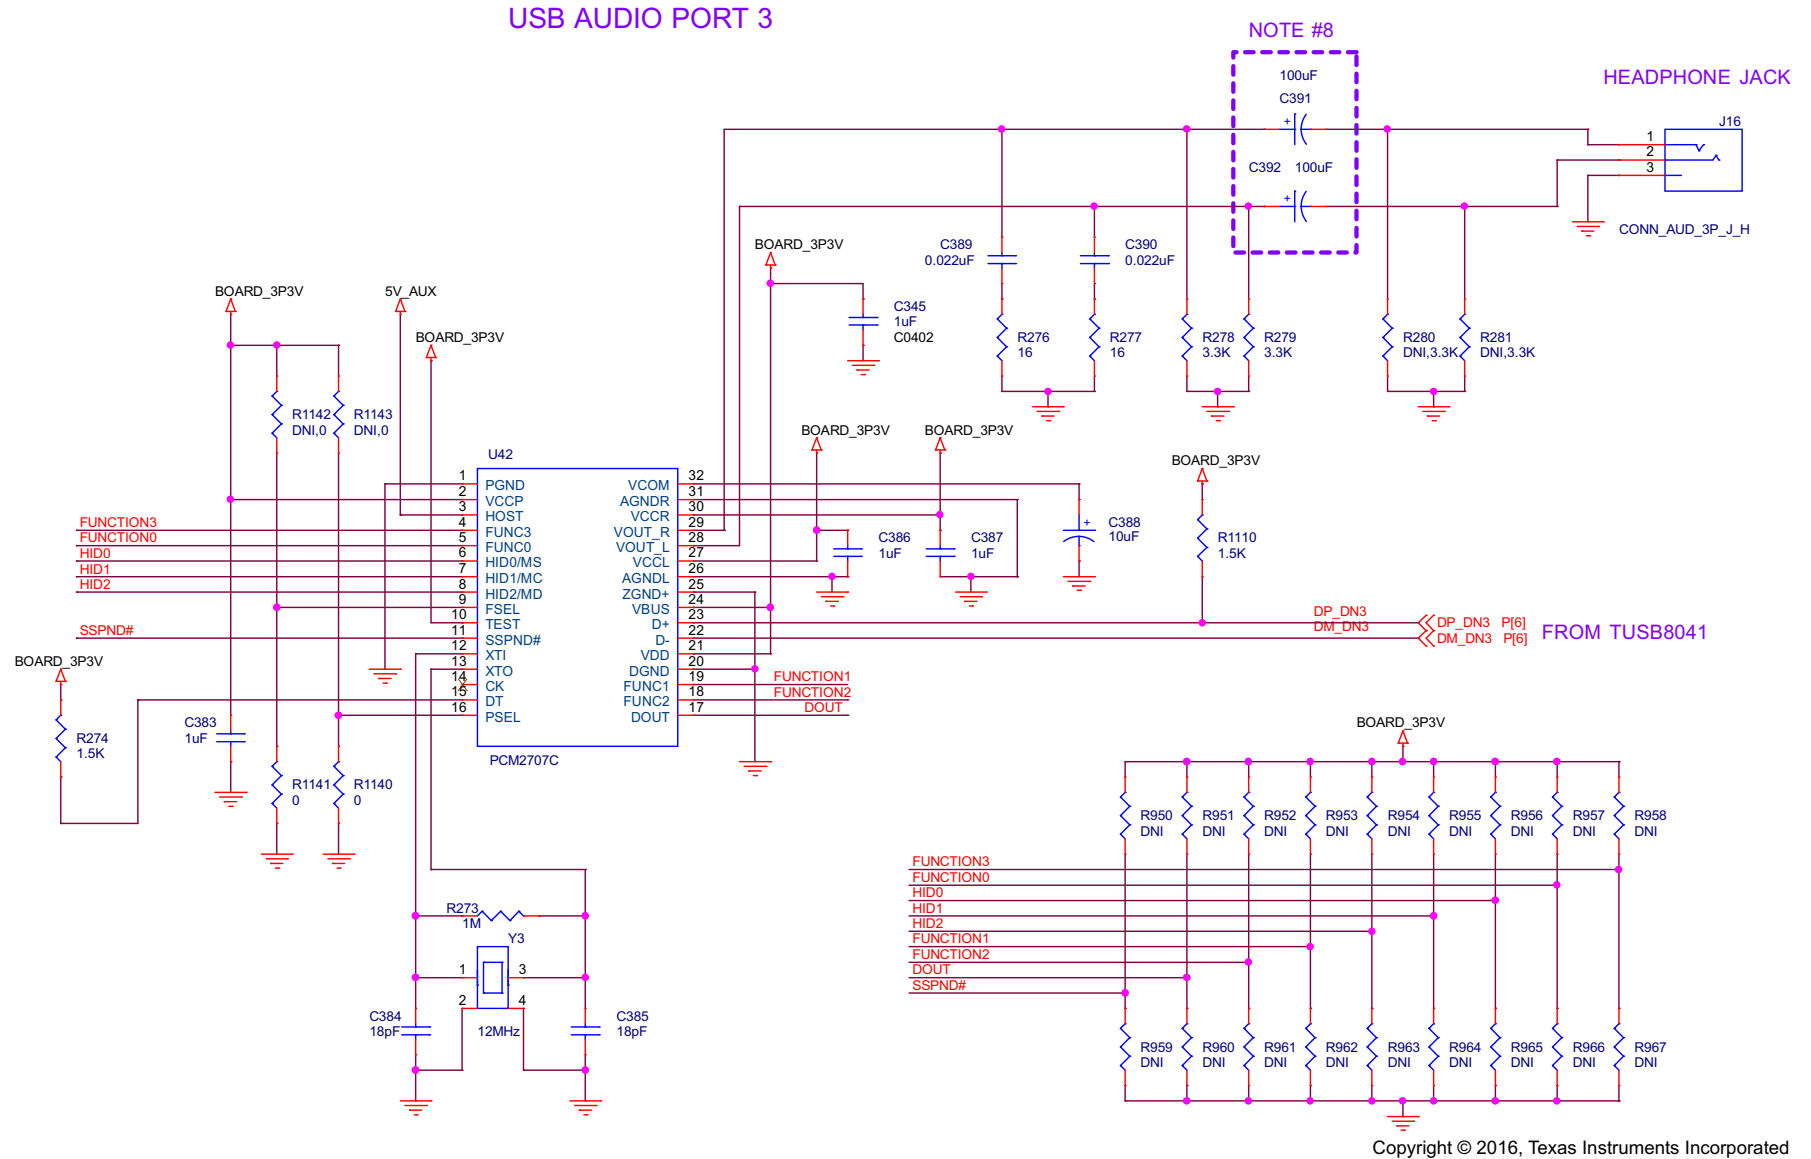 USB AUDIO PORT 3
NOTE #8
HEADPHONE JACK
100uF
C391
C392 100uF
J16
1
2
3
CONN_AUD_3P_J_H
BOARD_3P3V
C389
0.022uF
C390
0.022uF
BOARD_3P3V
5V_AUX
BOARD_3P3V
C345
1uF
C0402
R276
16
R277
16
R278
3.3K
R279
3.3K
R280
DNI,3.3K
R281
DNI,3.3K
R1142
DNI,0
R1143
DNI,0
BOARD_3P3V
BOARD_3P3V
BOARD_3P3V
U42
1 PGND
2 VCCP
3 HOST
4 FUNC3
5 FUNC0
6 HID0/MS
7 HID1/MC
8 HID2/MD
9 FSEL
10 TEST
11 SSPND#
12 XTI
13 XTO
14 CK
15 DT
16 PSEL
VCOM 32
AGNDR 31
VCCR 30
VOUT_R 29
VOUT_L 28
VCCL 27
AGNDL 26
ZGND+ 25
VBUS 24
D+ 23
D- 22
VDD 21
DGND 20
FUNC1 19
FUNC2 18
DOUT 17
PCM2707C
FUNCTION3
FUNCTION0
HID0
HID1
HID2
SSPND#
C386
1uF
C387
1uF
C388
10uF
R1110
1.5K
DP_DN3
DM_DN3
DP_DN3 P[6]
DM_DN3 P[6]
FROM TUSB8041
FUNCTION1
FUNCTION2
DOUT
BOARD_3P3V
R274
1.5K
C383
1uF
R1141
0
R1140
0
R273
1M
Y3
1
3
2
4
12MHz
C384
18pF
C385
18pF
BOARD_3P3V
R950
DNI
R951
DNI
R952
DNI
R953
DNI
R954
DNI
R955
DNI
R956
DNI
R957
DNI
R958
DNI
FUNCTION3
FUNCTION0
HID0
HID1
HID2
FUNCTION1
FUNCTION2
DOUT
SSPND#
R959
DNI
R960
DNI
R961
DNI
R962
DNI
R963
DNI
R964
DNI
R965
DNI
R966
DNI
R967
DNI
Copyright © 2016, Texas Instruments Incorporated